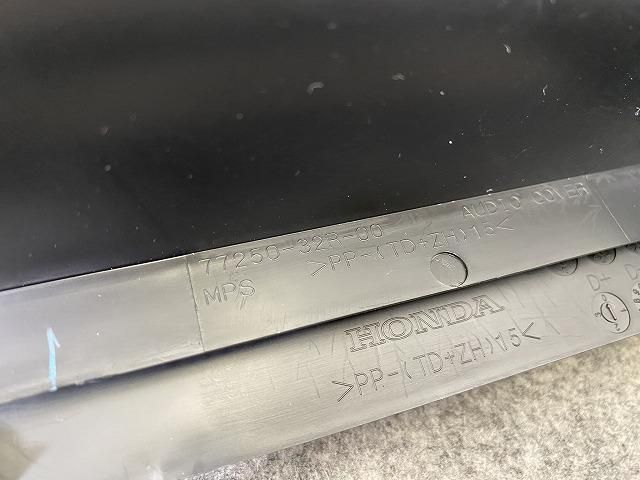 AUDIO COVER
77250-32R-00
>PP-(TD+ZH)15<
MPS
HONDA
>PP-(TD+ZH)15<